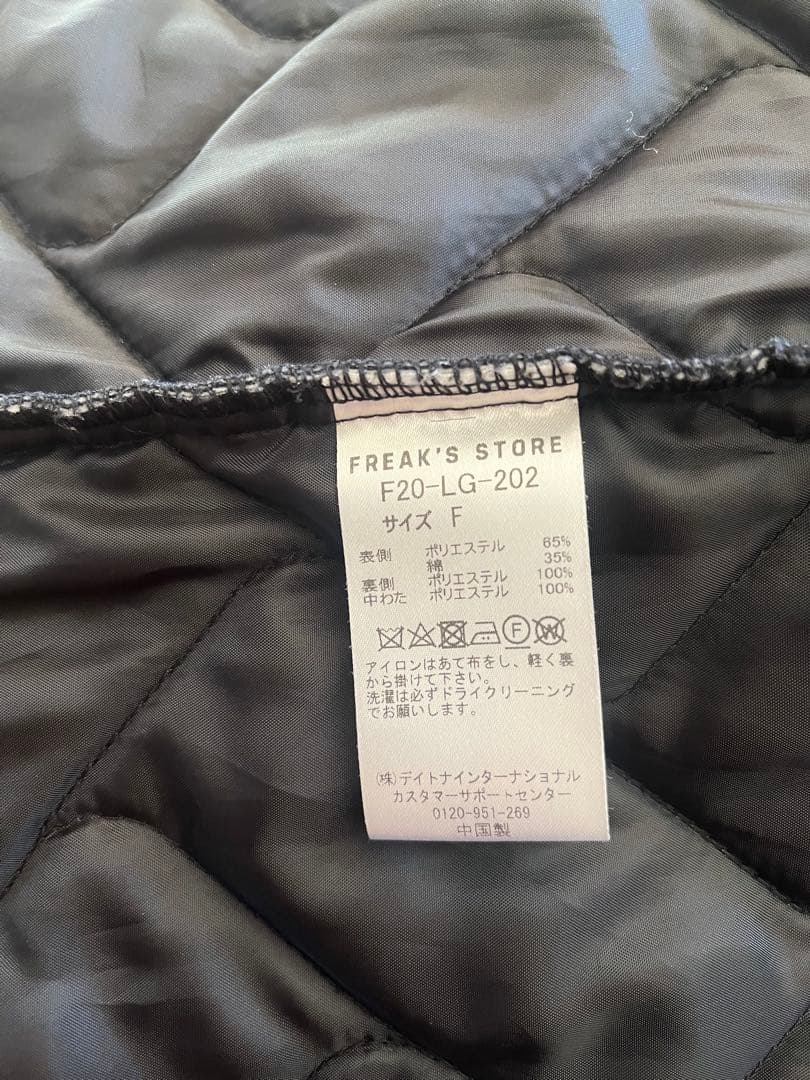 FREAK'S STORE
F20-LG-202
サイズ F
表側 ポリエステル 65%
綿 35%
裏側 ポリエステル 100%
中わた ポリエステル 100%
F W
アイロンはあて布をし、軽く裏
から掛けて下さい。
洗濯は必ずドライクリーニング
でお願いします。
(株)デイトナインターナショナル
カスタマーサポートセンター
0120-951-269
中国製